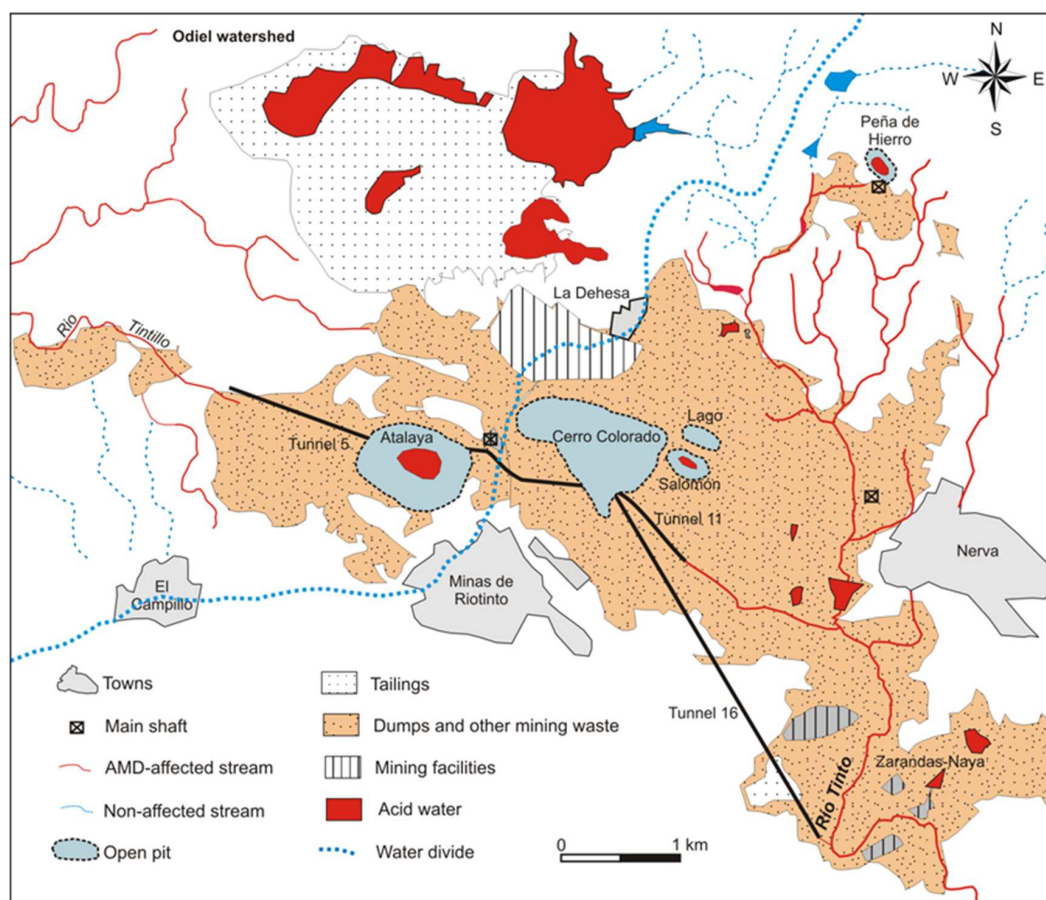 Odiel watershed
N
W
E
S
Peña de
Hierro
La Dehesa
Rio
Tintillo
Lago
Atalaya
Cerro Colorado
Tunnel 5
Salomón
Tunnel 11
Nerva
El
Campillo
Minas de
Riotinto
Towns
Tailings
Main shaft
Dumps and other mining waste
Tunnel 16
AMD-affected stream
Mining facilities
Zarandas-Naya
Rio Tinto
Non-affected stream
Acid water
Open pit
Water divide
0
1 km